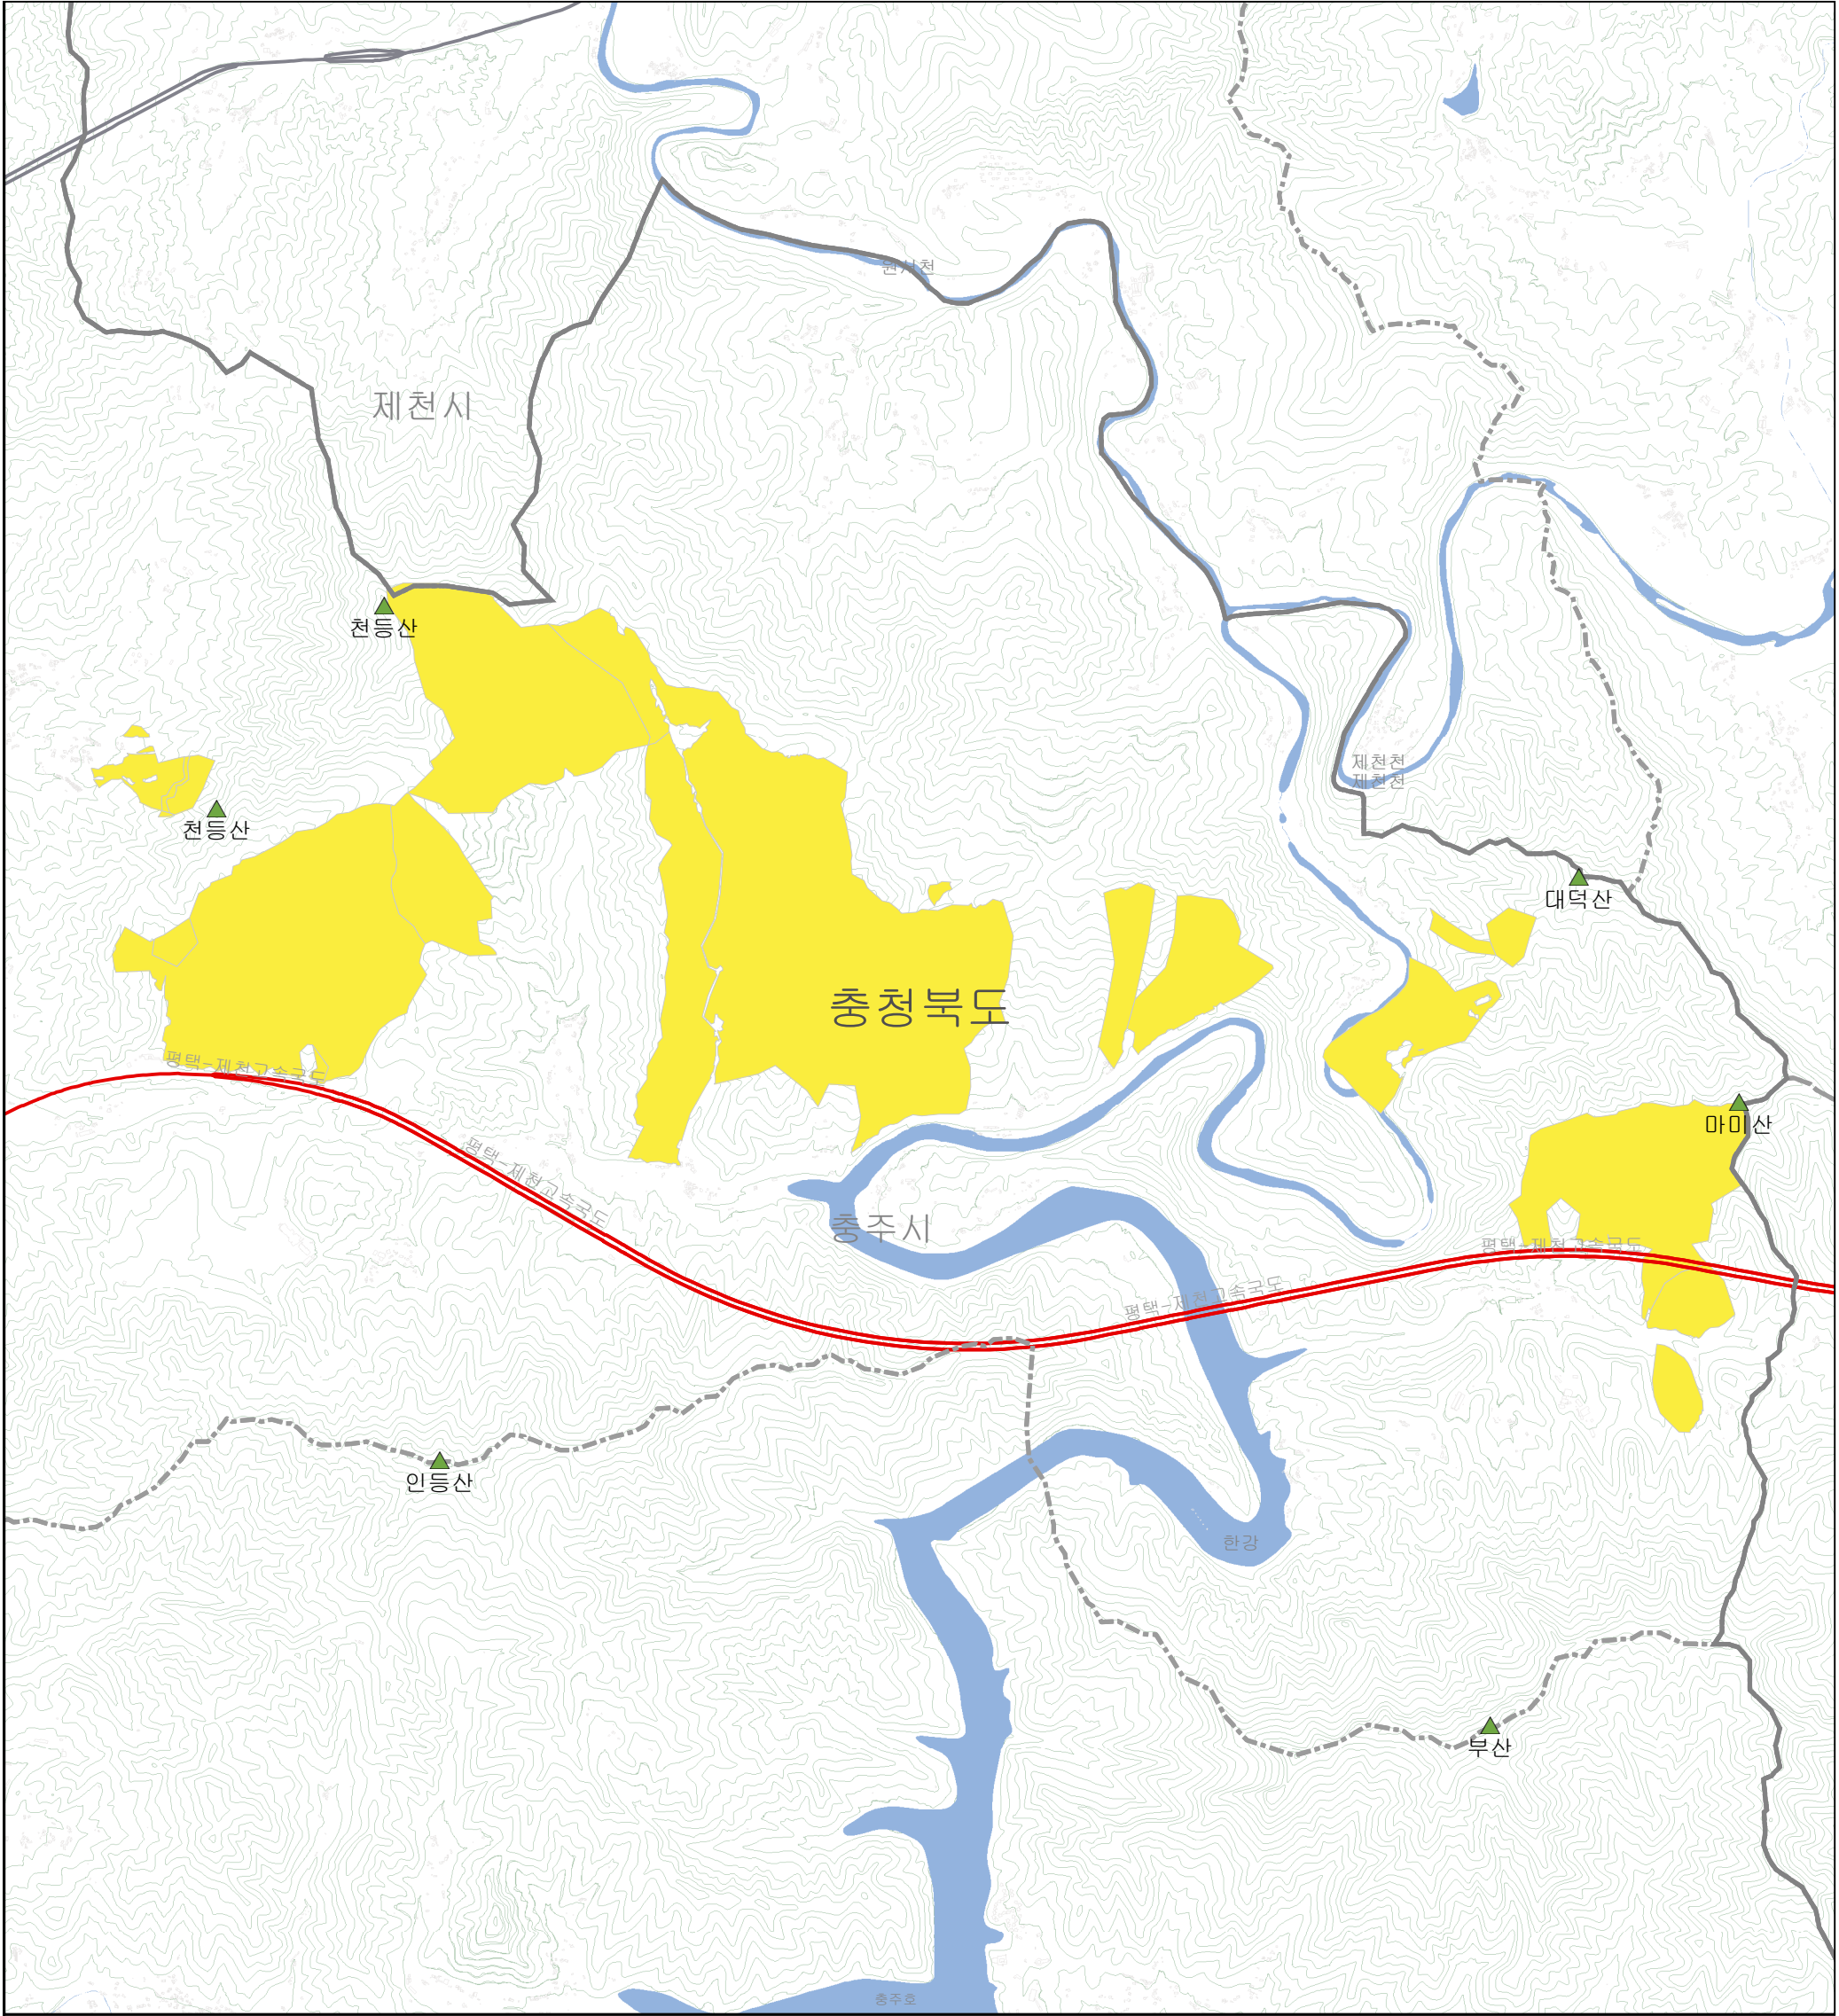 원서천
제천시
천등산
제천천
제천천
천등산
대덕산
충청북도
평택-제천고속국도
마미산
평택-제천고속국도
충주시
평택-제천고속국도
평택-제천고속국도
인등산
한강
부산
충주호